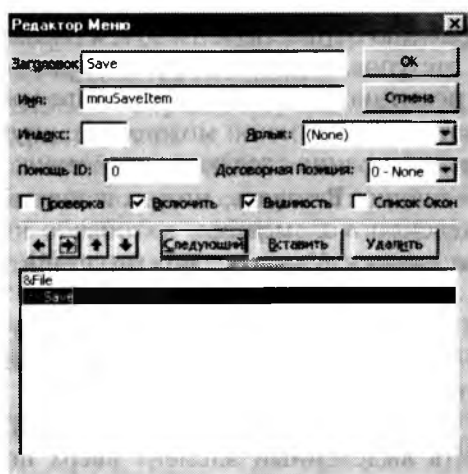 Редактор Меню
Заголовок: Save Ok
Имя: mnuSaveItem Отмена
Индекс: Ярлык: (None)
Помощь ID: 0 Договорная Позиция: 0 - None
Проверка Включить Видимость Список Окон
Следующий Вставить Удалить
&File
Save